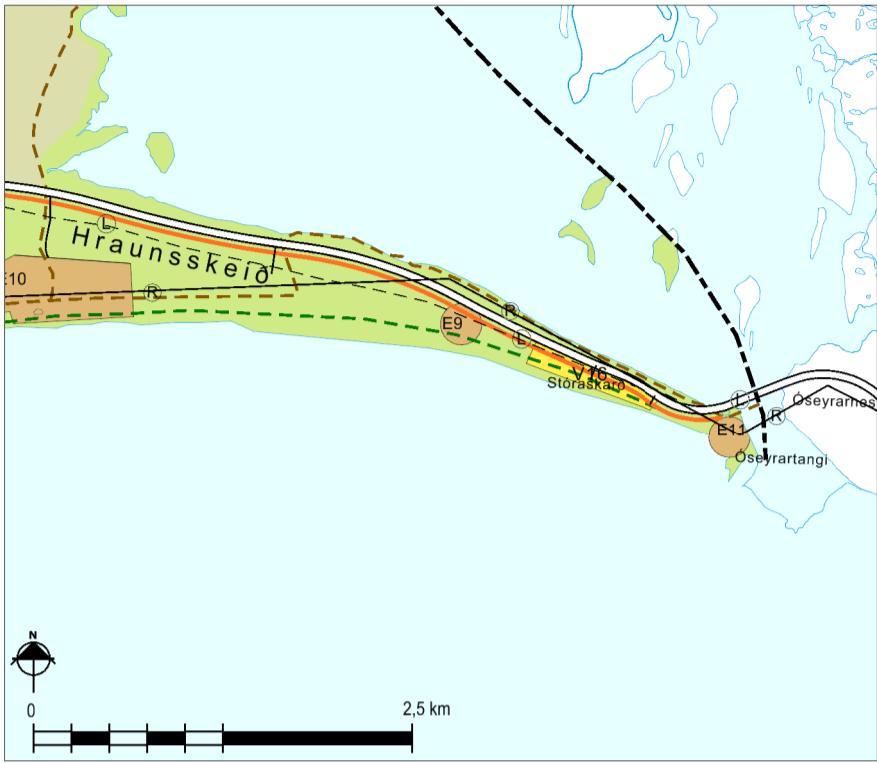 L
Hraunsskeið
E10
R
R
E9
L
V16
Stóraskarð
L
Óseyrarnes
R
E11
Óseyrartangi
N
0
2,5 km